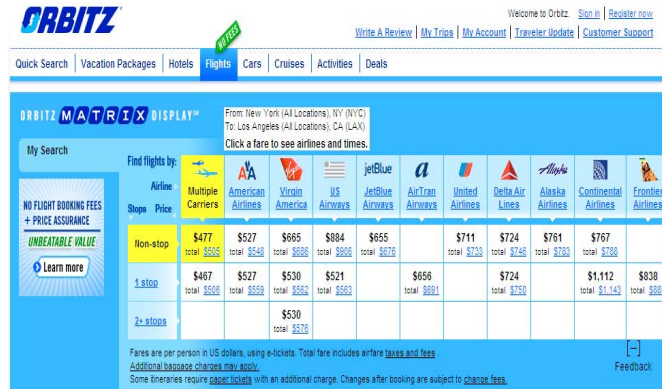 Welcome to Orbitz. Sign in | Register now
ORBITZ
NO FEES
Write A Review | My Trips | My Account | Traveler Update | Customer Support
Quick Search | Vacation Packages | Hotels | Flights | Cars | Cruises | Activities | Deals
ORBITZ MATRIX DISPLAY℠
From: New York (All Locations), NY (NYC)
To: Los Angeles (All Locations), CA (LAX)
Click a fare to see airlines and times.
My Search
NO FLIGHT BOOKING FEES
+ PRICE ASSURANCE
UNBEATABLE VALUE
Learn more
Find flights by:
Airline
Stops Price
Multiple Carriers
American Airlines
Virgin America
US Airways
jetBlue
JetBlue Airways
a
AirTran Airways
United Airlines
Delta Air Lines
Alaska
Alaska Airlines
Continental Airlines
Frontier Airlines
Non-stop $477 $527 $665 $884 $655 $711 $724 $761 $767
total $505 total $548 total $686 total $906 total $676 total $733 total $746 total $783 total $788
1 stop $467 $527 $530 $521 $656 $724 $1,112 $838
total $506 total $559 total $562 total $563 total $691 total $750 total $1,143
2+ stops $530
total $576
Fares are per person in US dollars, using e-tickets. Total fare includes airfare taxes and fees .
Additional baggage charges may apply.
Some itineraries require paper tickets with an additional charge. Changes after booking are subject to change fees.
[–]
Feedback